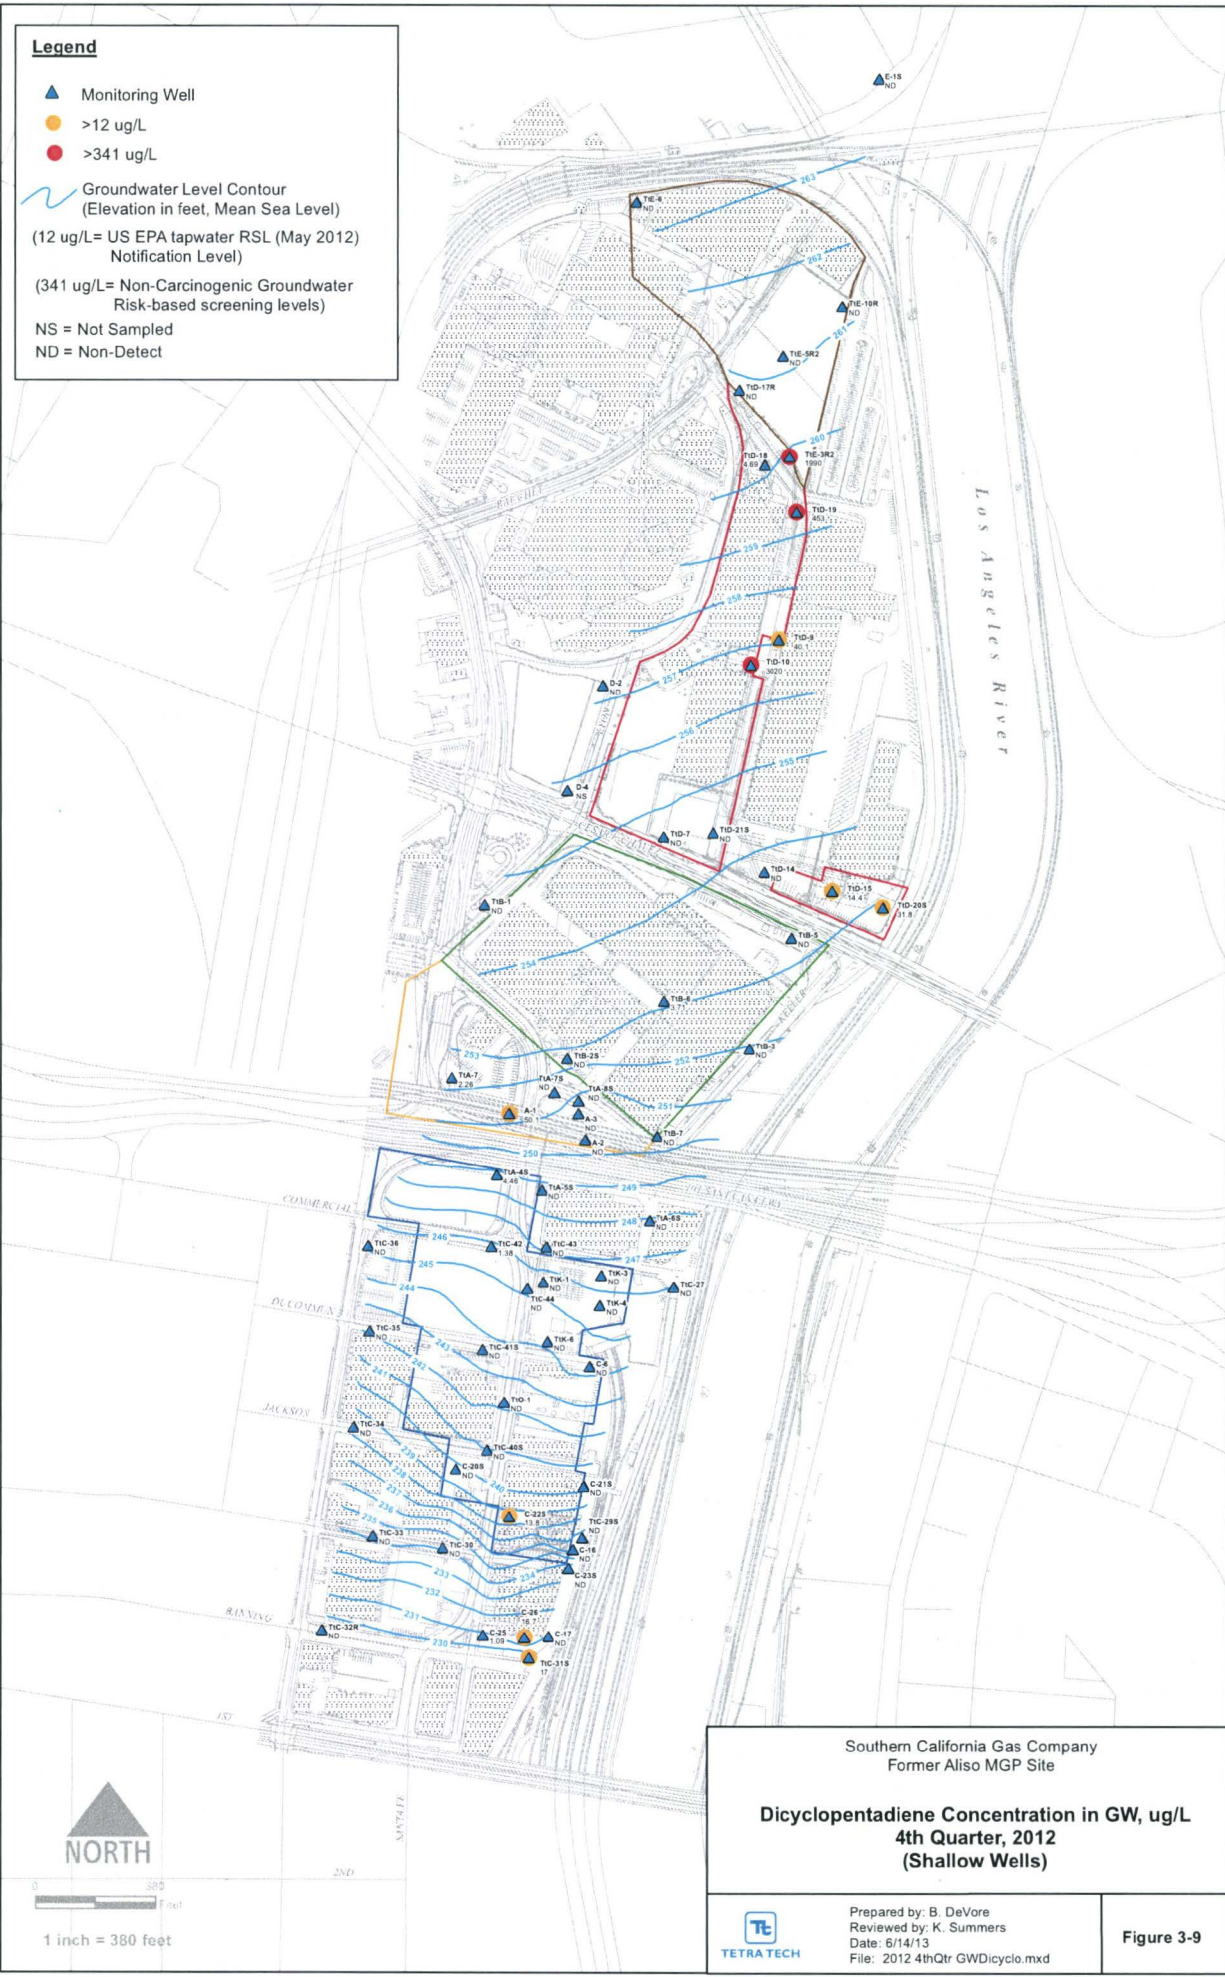 Legend
Monitoring Well
>12 ug/L
>341 ug/L
Groundwater Level Contour
(Elevation in feet, Mean Sea Level)
(12 ug/L= US EPA tapwater RSL (May 2012)
Notification Level)
(341 ug/L= Non-Carcinogenic Groundwater
Risk-based screening levels)
NS = Not Sampled
ND = Non-Detect
E-1S
ND
263
TtE-6
ND
262
TtE-10R
ND
261
TtE-5R2
ND
TtD-17R
ND
260
TtD-18
4.69
TtE-3R2
1990
TtD-19
453
259
258
TtD-9
40.1
TtD-10
3020
257
D-2
ND
256
255
D-4
NS
TtD-7
ND
TtD-21S
ND
TtD-14
ND
TtD-15
14.4
TtD-20S
31.8
TtB-1
ND
TtB-5
ND
254
TtB-6
3.71
KELLER
253
TtB-2S
ND
252
TtB-3
ND
TtA-7
2.26
TtA-7S
ND
TtA-8S
ND
251
A-1
50.1
A-3
ND
TtB-7
ND
A-2
ND
250
Los Angeles River
TtA-4S
4.46
TtA-5S
ND
249
COMMERCIAL
248
TtA-6S
ND
246
TtC-36
ND
TtC-42
1.38
TtC-43
ND
247
245
TtK-1
ND
TtK-3
ND
TtC-27
ND
244
TtC-44
ND
TtK-4
ND
DUCOMMUN
TtC-35
ND
243
TtC-41S
ND
TtK-6
ND
C-6
ND
242
241
TtO-1
ND
JACKSON
TtC-34
ND
239
TtC-40S
ND
238
C-20S
ND
240
C-21S
ND
237
236
C-22S
13.8
235
TtC-29S
ND
TtC-33
ND
TtC-30
ND
C-16
ND
234
C-23S
ND
233
232
231
C-26
16.7
BANNING
TtC-32R
ND
230
C-25
1.09
C-17
ND
TtC-31S
17
1ST
SANTA FE
2ND
NORTH
0 380
Feet
1 inch = 380 feet
Southern California Gas Company
Former Aliso MGP Site
Dicyclopentadiene Concentration in GW, ug/L
4th Quarter, 2012
(Shallow Wells)
Tt
TETRA TECH
Prepared by: B. DeVore
Reviewed by: K. Summers
Date: 6/14/13
File: 2012 4thQtr GWDicyclo.mxd
Figure 3-9